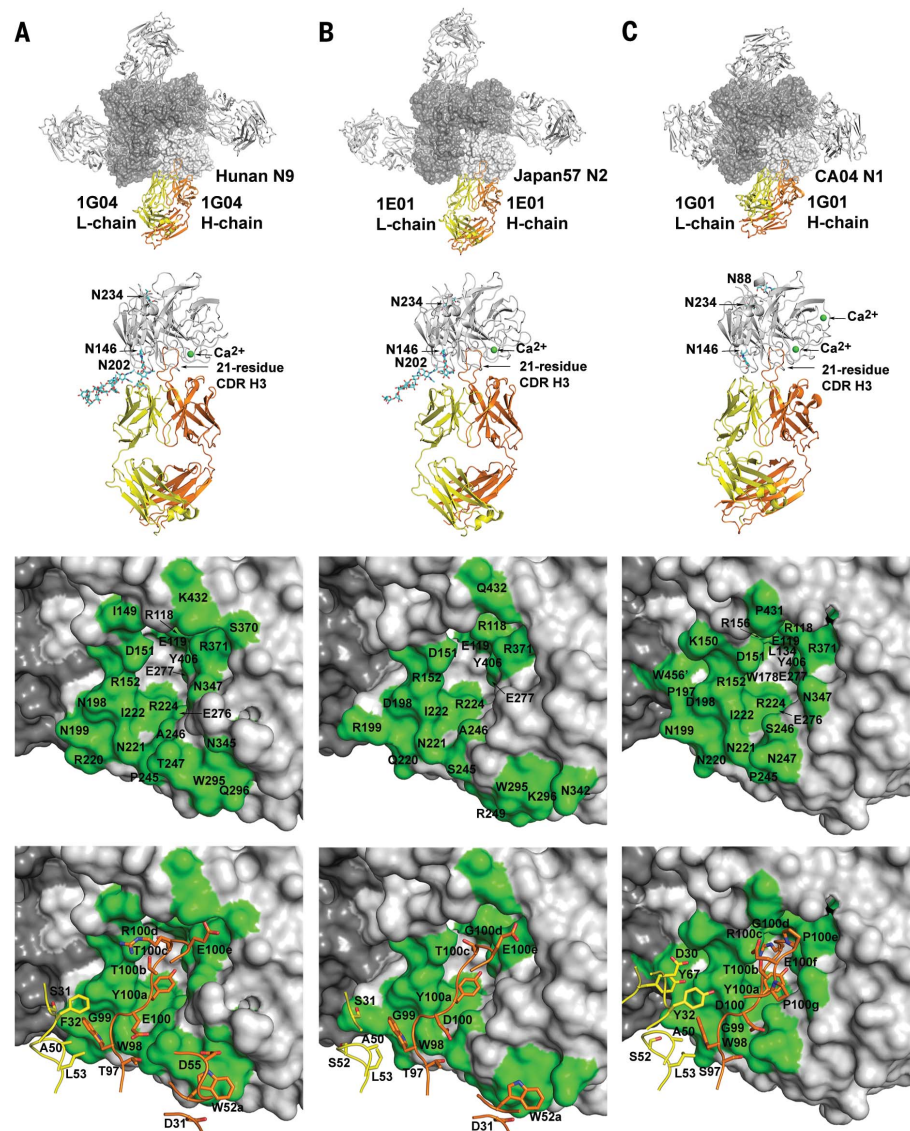 A
B
C
Hunan N9
1G04
L-chain
1G04
H-chain
Japan57 N2
1E01
L-chain
1E01
H-chain
CA04 N1
1G01
L-chain
1G01
H-chain
N234
N146
N202
Ca2+
21-residue
CDR H3
N234
N146
N202
Ca2+
21-residue
CDR H3
N88
N234
N146
Ca2+
Ca2+
21-residue
CDR H3
I149
R118
K432
S370
E119
D151
R371
Y406
E277
R152
N347
N198
I222
R224
E276
N199
A246
N221
N345
R220
T247
P245
W295
Q296
Q432
R118
E119
D151
R371
Y406
R152
E277
D198
R224
I222
R199
A246
N221
Q220
S245
W295
K296
N342
R249
P431
R156
R118
K150
E119
L134
R371
D151
Y406
W456'
W178
E277
R152
P197
N347
D198
R224
I222
E276
S246
N199
N221
N247
N220
P245
R100d
E100e
T100c
T100b
S31
Y100a
F32
G99
E100
A50
W98
D55
L53
T97
W52a
D31
G100d
T100c
E100e
S31
Y100a
G99
D100
A50
W98
S52
L53
T97
W52a
D31
G100d
R100c
P100e
D30
E100f
Y67
T100b
Y100a
Y32
D100
P100g
G99
A50
W98
S52
L53
S97